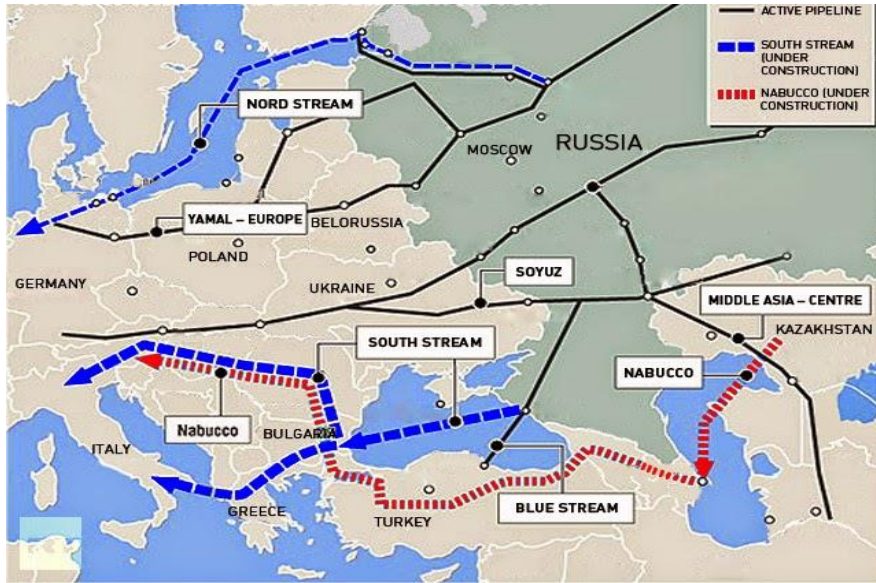 ACTIVE PIPELINE
SOUTH STREAM
(UNDER
CONSTRUCTION)
NABUCCO (UNDER
CONSTRUCTION)
NORD STREAM
MOSCOW
RUSSIA
YAMAL – EUROPE
BELORUSSIA
POLAND
GERMANY
UKRAINE
SOYUZ
MIDDLE ASIA – CENTRE
KAZAKHSTAN
SOUTH STREAM
NABUCCO
Nabucco
BULGARIA
ITALY
GREECE
TURKEY
BLUE STREAM